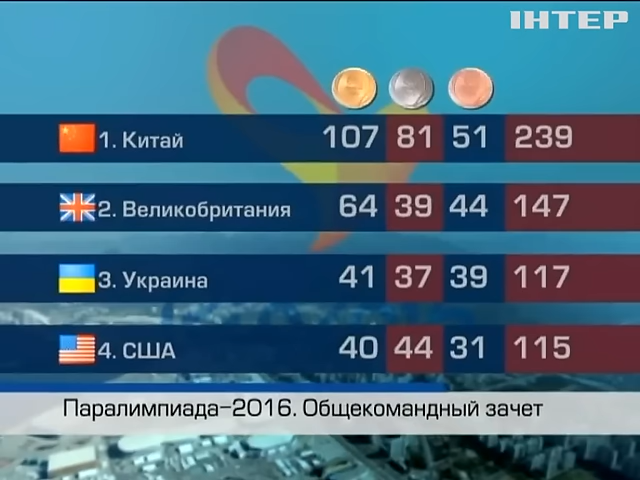 ІНТЕР
1. Китай 107 81 51 239
2. Великобритания 64 39 44 147
3. Украина 41 37 39 117
4. США 40 44 31 115
Паралимпиада-2016. Общекомандный зачет